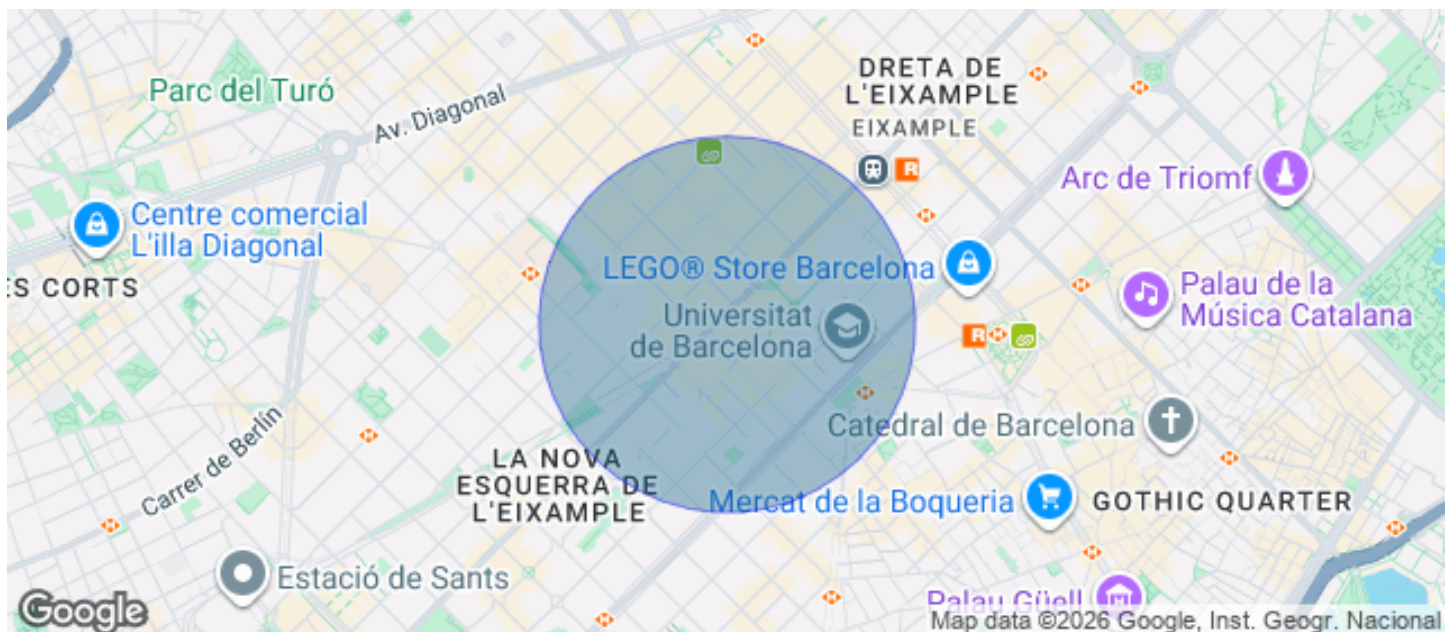 DRETA DE
L'EIXAMPLE
EIXAMPLE
Parc del Turó
Av. Diagonal
Arc de Triomf
Centre comercial
L'illa Diagonal
ES CORTS
LEGO® Store Barcelona
Palau de la
Música Catalana
Universitat
de Barcelona
R
R
Catedral de Barcelona
Carrer de Berlín
LA NOVA
ESQUERRA DE
L'EIXAMPLE
Mercat de la Boqueria
GOTHIC QUARTER
Estació de Sants
Palau Güell
Google
Map data ©2026 Google, Inst. Geogr. Nacional